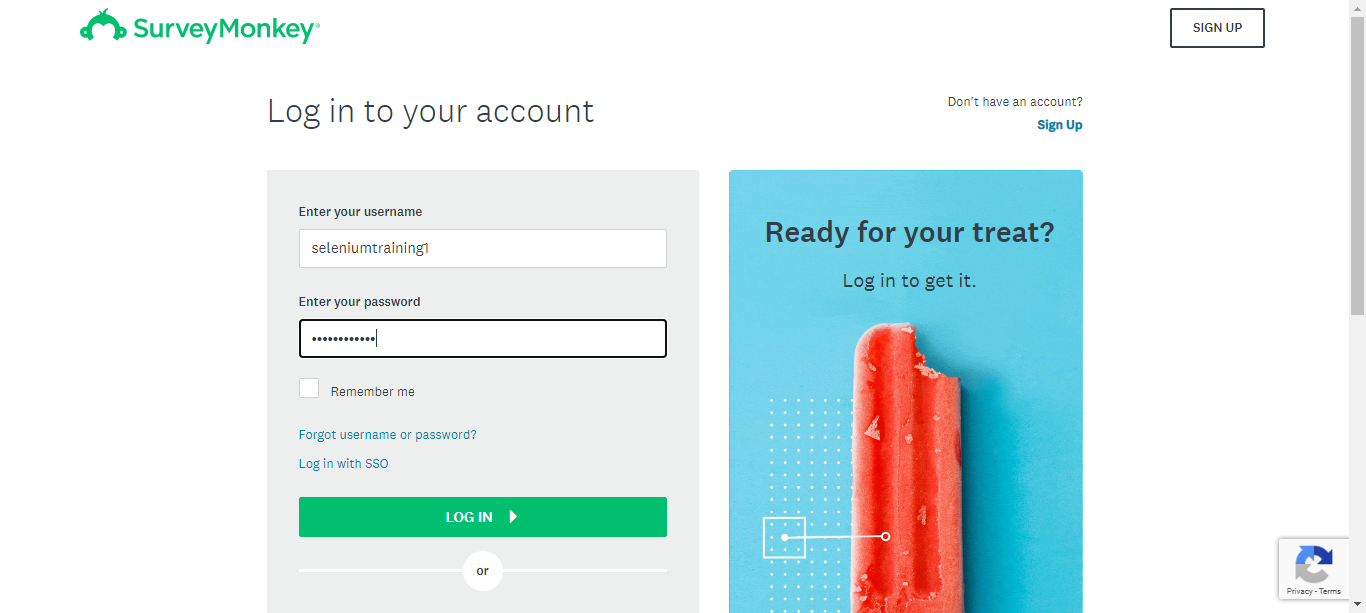 SurveyMonkey®
SIGN UP
Log in to your account
Don't have an account?
Sign Up
Enter your username
seleniumtraining1
Enter your password
••••••••••••
Remember me
Forgot username or password?
Log in with SSO
LOG IN
or
Ready for your treat?
Log in to get it.
Privacy - Terms